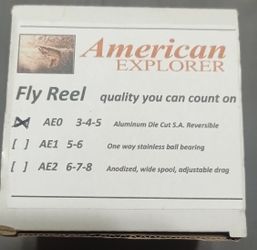 American
EXPLORER
Fly Reel quality you can count on
AE0 3-4-5 Aluminum Die Cut S.A. Reversible
[ ] AE1 5-6 One way stainless ball bearing
[ ] AE2 6-7-8 Anodized, wide spool, adjustable drag